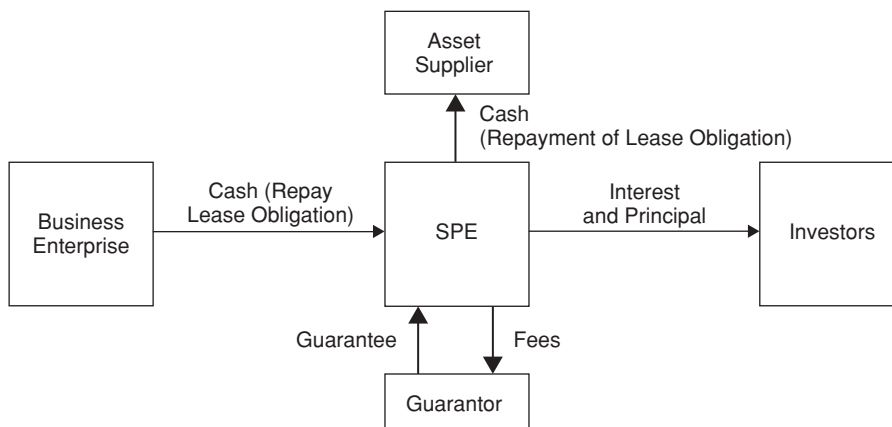 Asset
Supplier
Cash
(Repayment of Lease Obligation)
Cash (Repay
Lease Obligation)
Interest
and Principal
Business
Enterprise
SPE
Investors
Guarantee
Fees
Guarantor